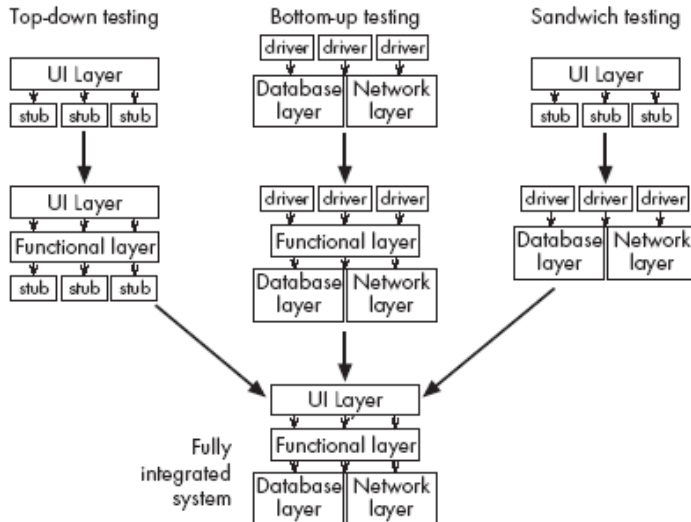 Top-down testing
Bottom-up testing
Sandwich testing
UI Layer
stub stub stub
UI Layer
Functional layer
stub stub stub
driver driver driver
Database layer
Network layer
driver driver driver
Functional layer
Database layer
Network layer
UI Layer
stub stub stub
driver driver driver
Database layer
Network layer
Fully integrated system
UI Layer
Functional layer
Database layer
Network layer